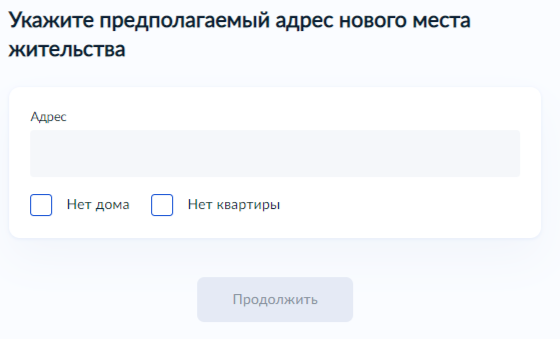 Укажите предполагаемый адрес нового места
жительства
Адрес
Нет дома Нет квартиры
Продолжить